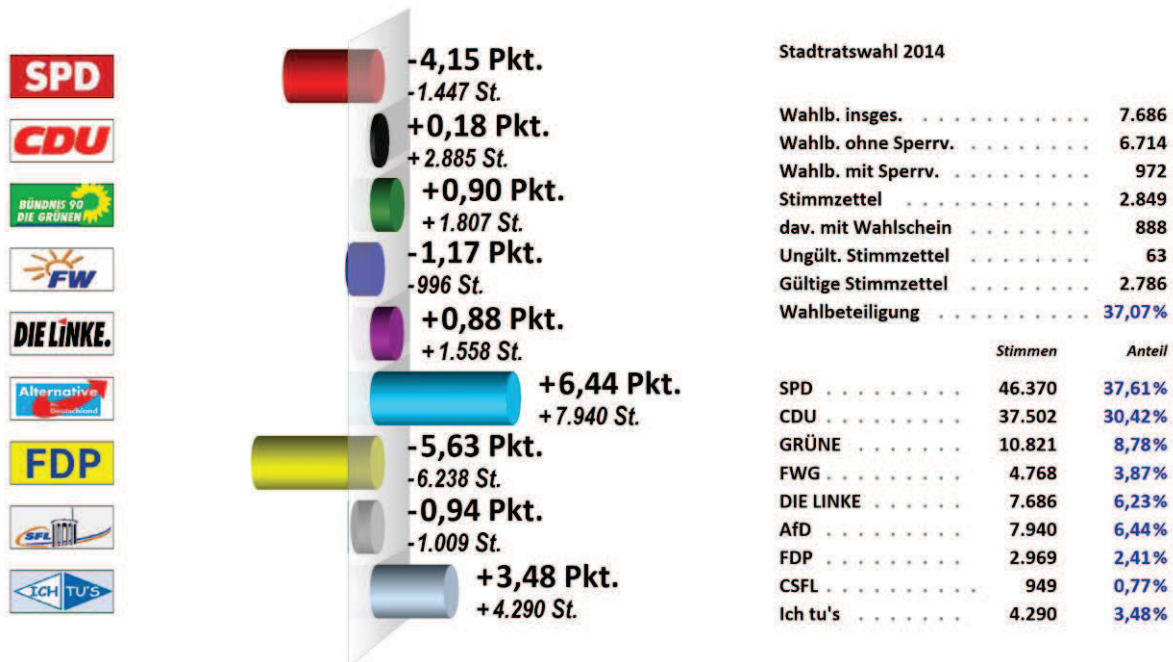 SPD
-4,15 Pkt.
-1.447 St.
CDU
+0,18 Pkt.
+2.885 St.
BÜNDNIS 90
DIE GRÜNEN
+0,90 Pkt.
+1.807 St.
FW
-1,17 Pkt.
-996 St.
DIE LiNKE.
+0,88 Pkt.
+1.558 St.
Alternative
für
Deutschland
+6,44 Pkt.
+7.940 St.
FDP
-5,63 Pkt.
-6.238 St.
SFL
-0,94 Pkt.
-1.009 St.
ICH TU'S
+3,48 Pkt.
+4.290 St.
Stadtratswahl 2014
Wahlb. insges. . . . . . . . . . . . 7.686
Wahlb. ohne Sperrv. . . . . . . . . 6.714
Wahlb. mit Sperrv. . . . . . . . . . 972
Stimmzettel . . . . . . . . . . . 2.849
dav. mit Wahlschein . . . . . . . . 888
Ungült. Stimmzettel . . . . . . . . 63
Gültige Stimmzettel . . . . . . . . 2.786
Wahlbeteiligung . . . . . . . . . . 37,07%
Stimmen Anteil
SPD . . . . . . . . . 46.370 37,61%
CDU . . . . . . . . . 37.502 30,42%
GRÜNE . . . . . . . 10.821 8,78%
FWG . . . . . . . . . 4.768 3,87%
DIE LINKE . . . . . . 7.686 6,23%
AfD . . . . . . . . . 7.940 6,44%
FDP . . . . . . . . . 2.969 2,41%
CSFL . . . . . . . . . . 949 0,77%
Ich tu's . . . . . . . 4.290 3,48%